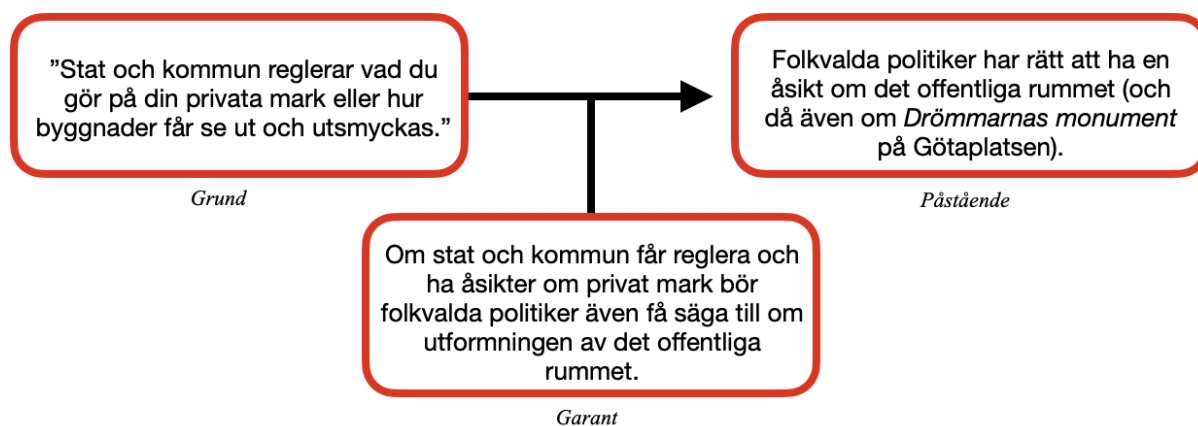 ”Stat och kommun reglerar vad du
gör på din privata mark eller hur
byggnader får se ut och utsmyckas.”
Grund
Folkvalda politiker har rätt att ha en
åsikt om det offentliga rummet (och
då även om Drömmarnas monument
på Götaplatsen).
Påstående
Om stat och kommun får reglera och
ha åsikter om privat mark bör
folkvalda politiker även få säga till om
utformningen av det offentliga
rummet.
Garant